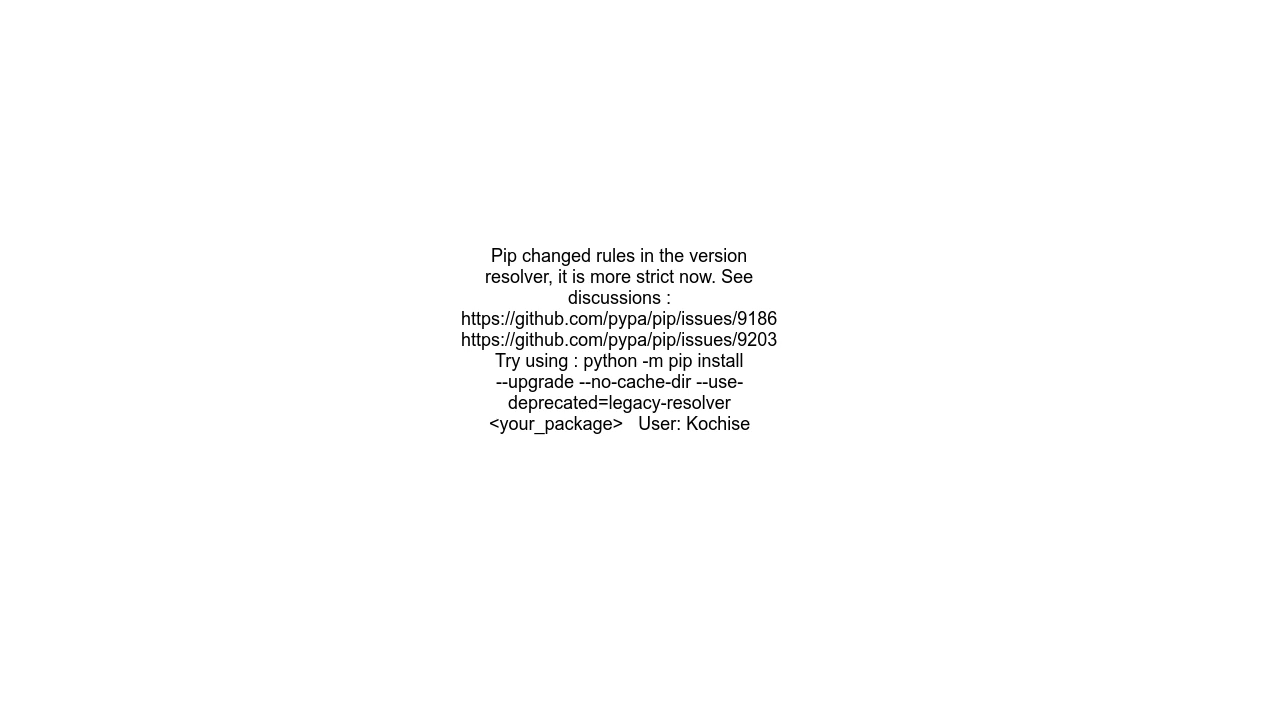 Pip changed rules in the version
resolver, it is more strict now. See
discussions :
https://github.com/pypa/pip/issues/9186
https://github.com/pypa/pip/issues/9203
Try using : python -m pip install
--upgrade --no-cache-dir --use-
deprecated=legacy-resolver
<your_package>   User: Kochise